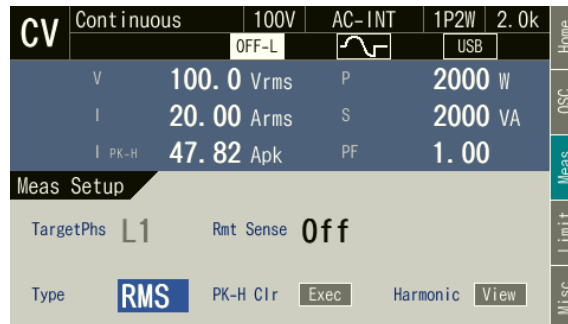 CV Continuous 100V AC-INT 1P2W 2.0k
OFF-L USB
V 100.0 Vrms P 2000 W
I 20.00 Arms S 2000 VA
I PK-H 47.82 Apk PF 1.00
Meas Setup
TargetPhs L1 Rmt Sense Off
Type RMS PK-H Clr Exec Harmonic View
Home
OSC
Meas
Limit
Misc